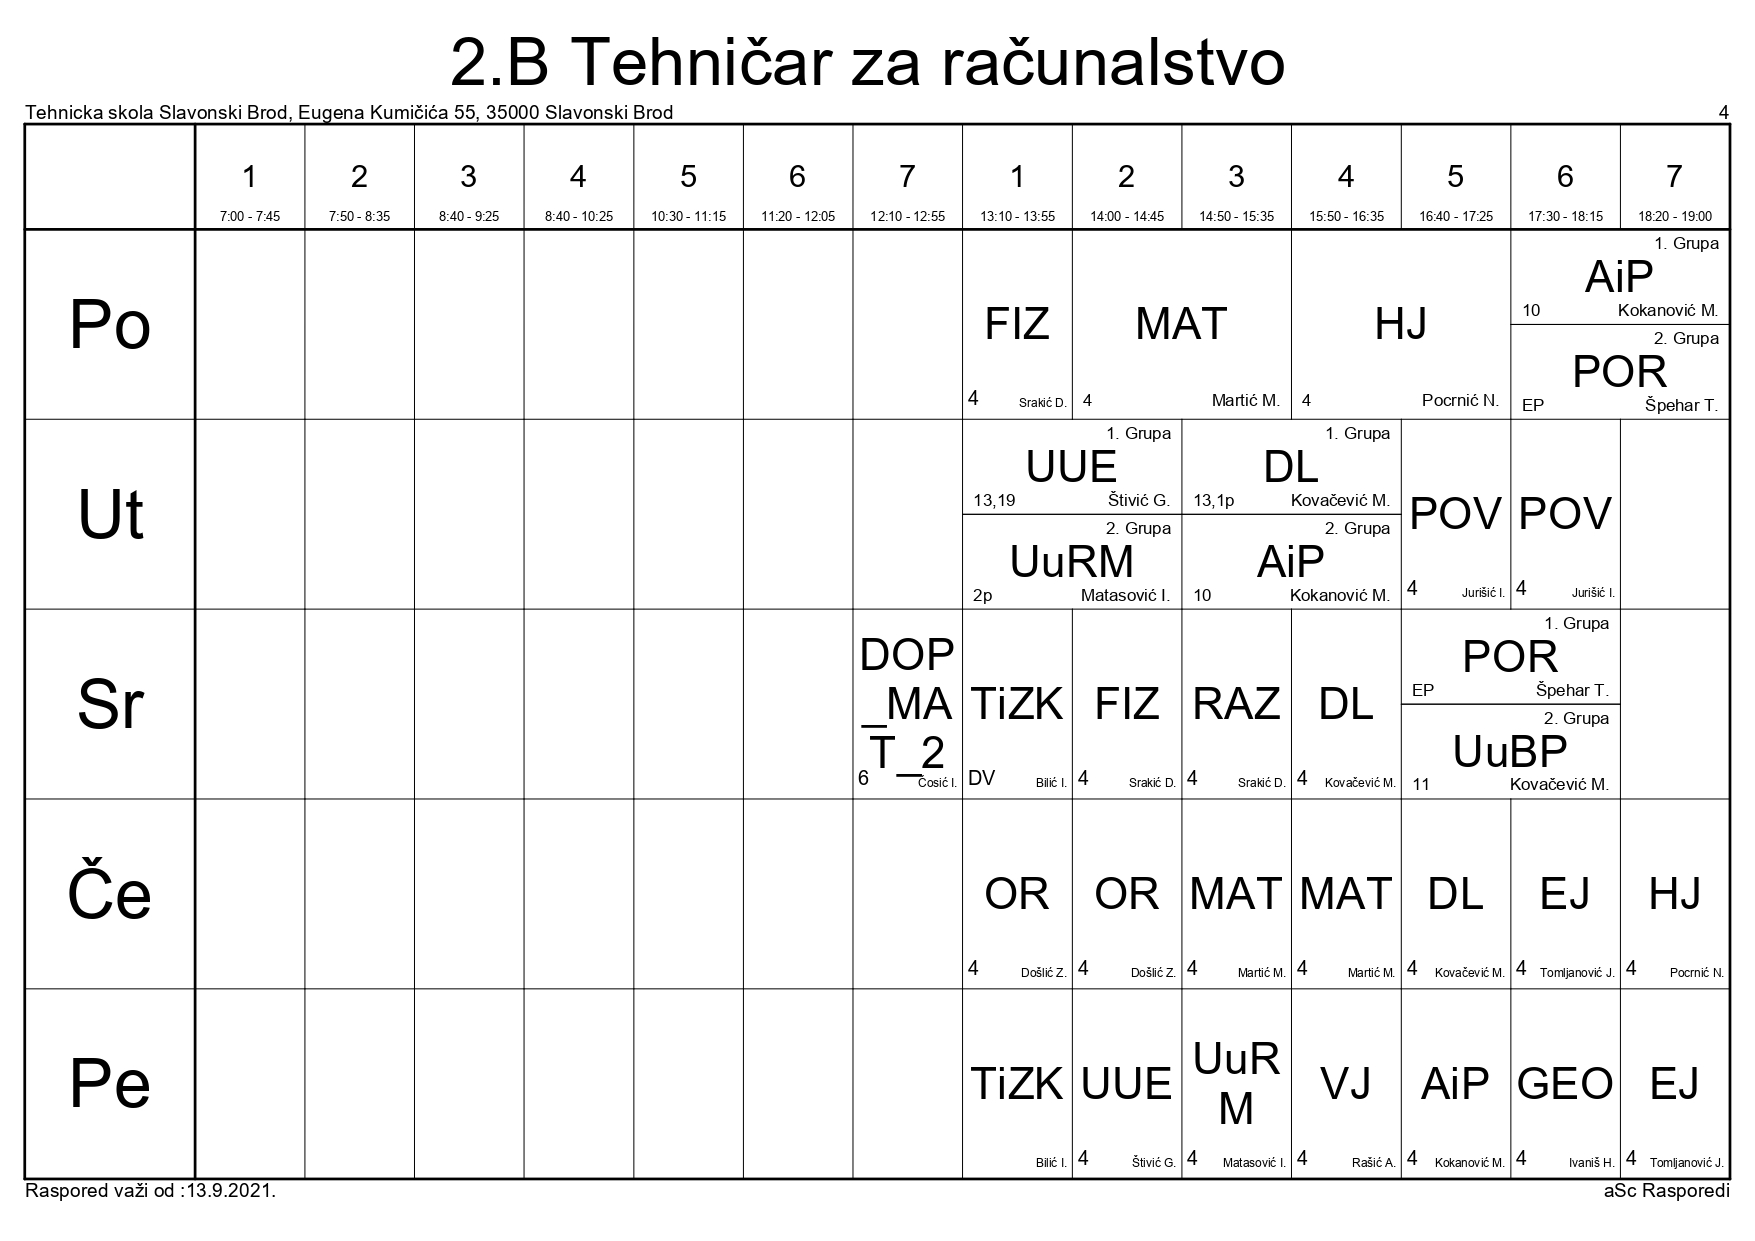 2.B Tehničar za računalstvo
Tehnicka skola Slavonski Brod, Eugena Kumičića 55, 35000 Slavonski Brod 4
1 2 3 4 5 6 7 1 2 3 4 5 6 7
7:00 - 7:45 7:50 - 8:35 8:40 - 9:25 8:40 - 10:25 10:30 - 11:15 11:20 - 12:05 12:10 - 12:55 13:10 - 13:55 14:00 - 14:45 14:50 - 15:35 15:50 - 16:35 16:40 - 17:25 17:30 - 18:15 18:20 - 19:00
Po
FIZ
4 Srakić D.
MAT
4 Martić M.
HJ
4 Pocrnić N.
1. Grupa
AiP
10 Kokanović M.
2. Grupa
POR
EP Špehar T.
Ut
1. Grupa
UUE
13,19 Štivić G.
2. Grupa
UuRM
2p Matasović I.
1. Grupa
DL
13,1p Kovačević M.
2. Grupa
AiP
10 Kokanović M.
POV
4 Jurišić I.
POV
4 Jurišić I.
Sr
DOP
_MA
T_2
6 Ćosić I.
TiZK
DV Bilić I.
FIZ
4 Srakić D.
RAZ
4 Srakić D.
DL
4 Kovačević M.
1. Grupa
POR
EP Špehar T.
2. Grupa
UuBP
11 Kovačević M.
Če
OR
4 Došlić Z.
OR
4 Došlić Z.
MAT
4 Martić M.
MAT
4 Martić M.
DL
4 Kovačević M.
EJ
4 Tomljanović J.
HJ
4 Pocrnić N.
Pe
TiZK
Bilić I.
UUE
4 Štivić G.
UuR
M
4 Matasović I.
VJ
4 Rašić A.
AiP
4 Kokanović M.
GEO
4 Ivaniš H.
EJ
4 Tomljanović J.
Raspored važi od :13.9.2021. aSc Rasporedi